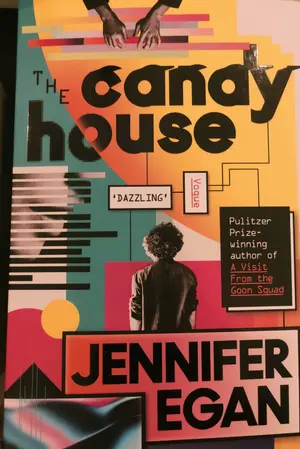 THE candy
house
'DAZZLING'
Vogue
Pulitzer
Prize-
winning
author of
A Visit
From the
Goon Squad
JENNIFER
EGAN